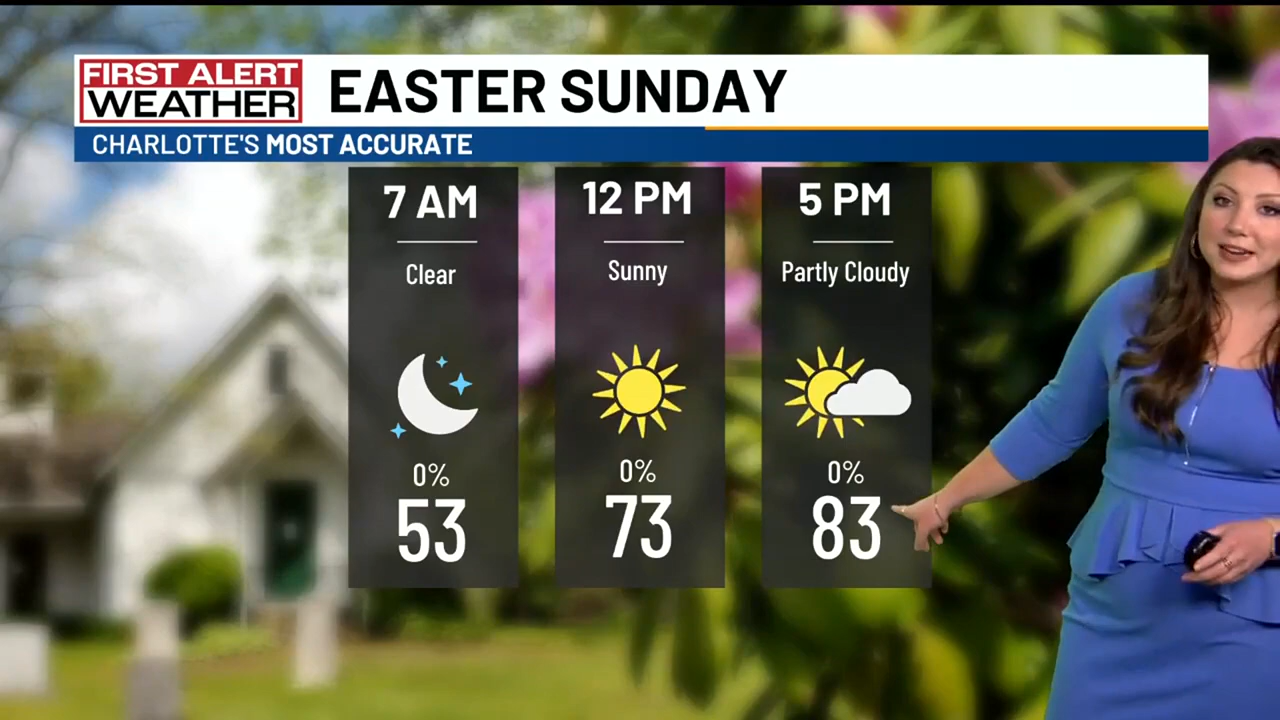 FIRST ALERT
WEATHER
EASTER SUNDAY
CHARLOTTE'S MOST ACCURATE
7 AM
Clear
0%
53
12 PM
Sunny
0%
73
5 PM
Partly Cloudy
0%
83